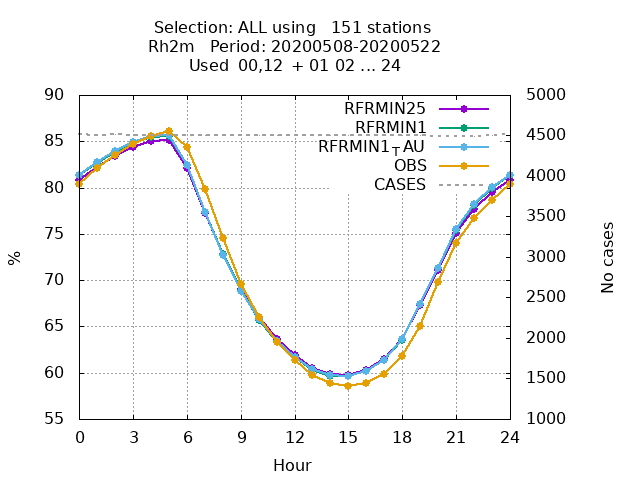 Selection: ALL using   151 stations
Rh2m   Period: 20200508-20200522
Used  00,12  + 01 02 ... 24
RFRMIN25
RFRMIN1
RFRMIN1┬AU
OBS
CASES
90
85
80
75
70
65
60
55
%
5000
4500
4000
3500
3000
2500
2000
1500
1000
No cases
0 3 6 9 12 15 18 21 24
Hour